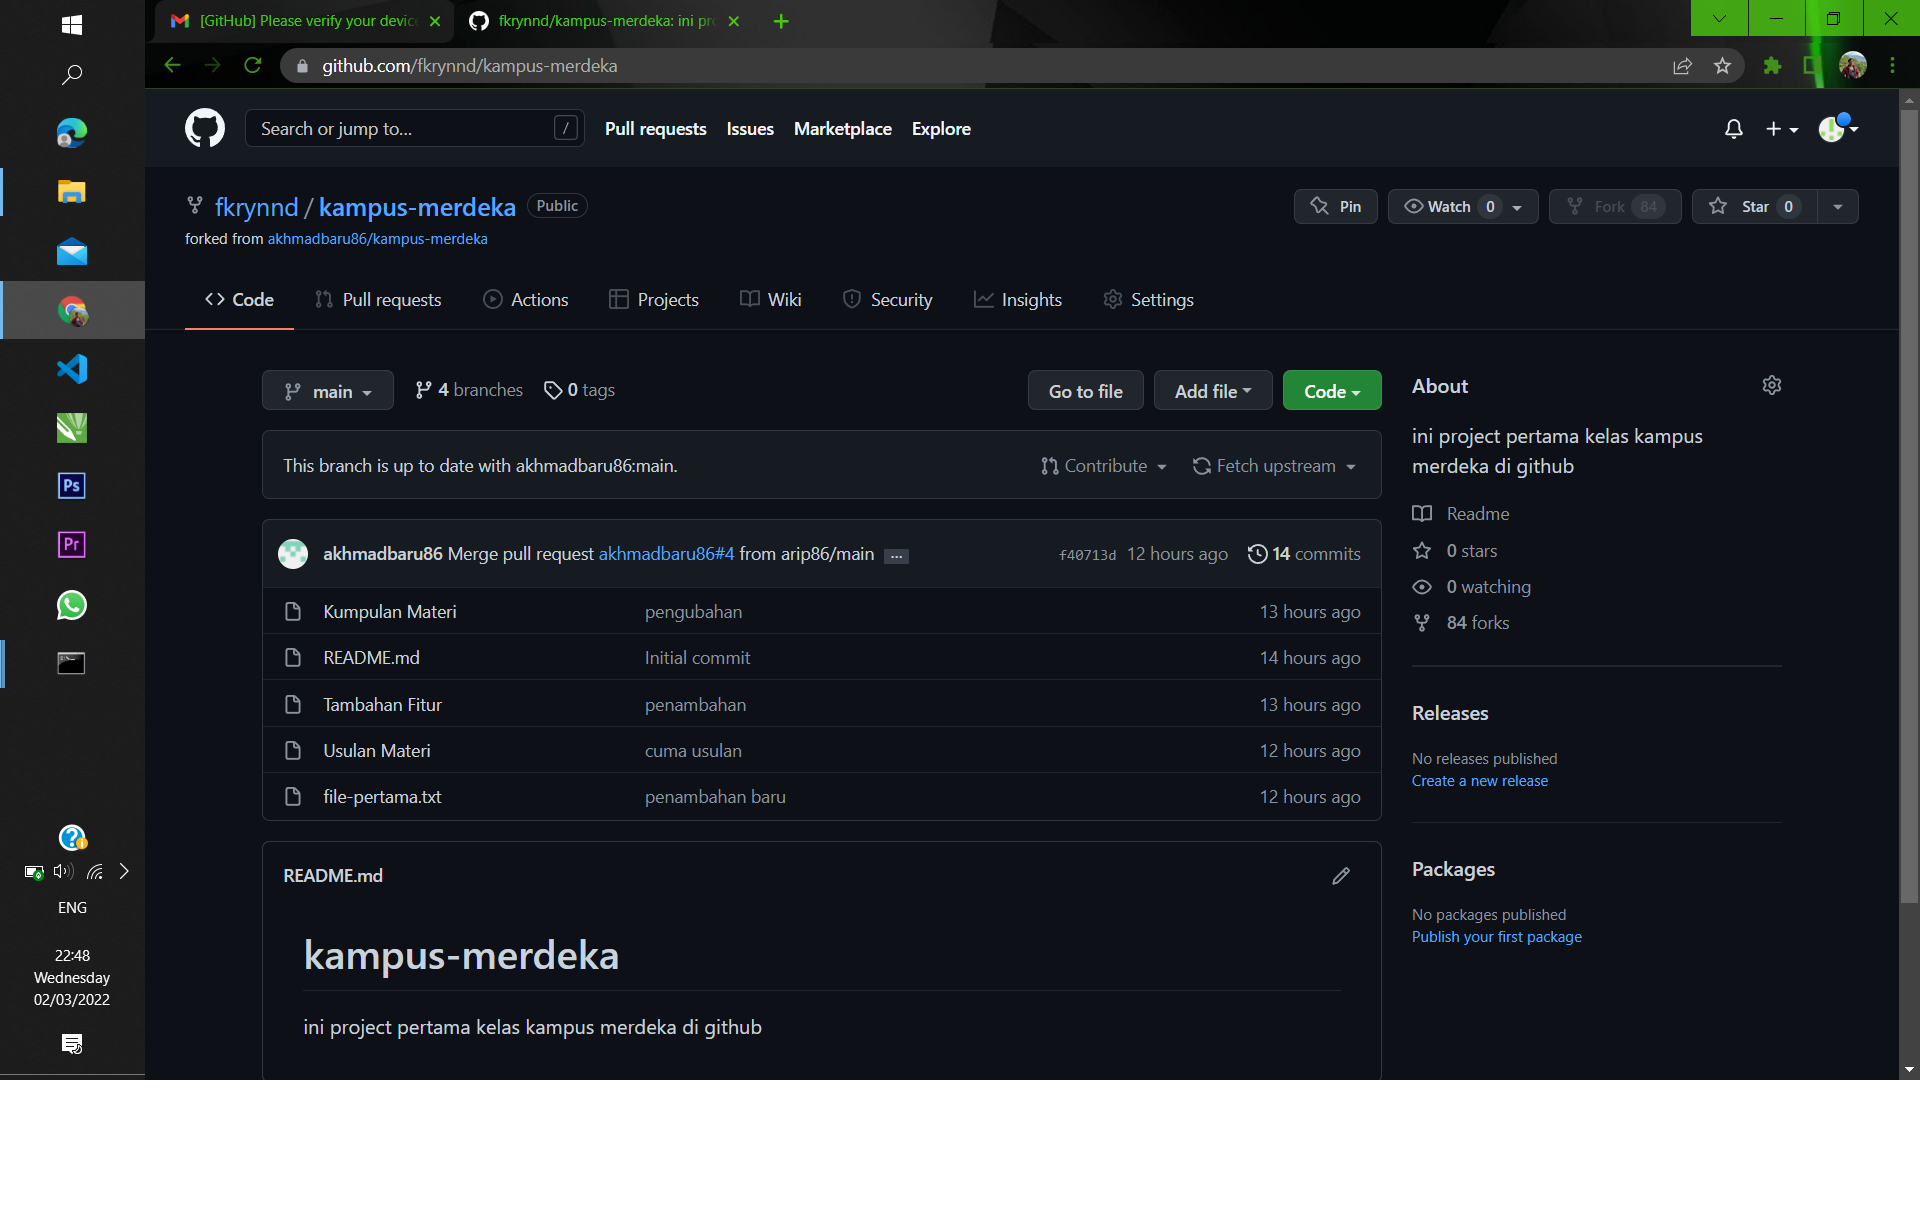 [GitHub] Please verify your device
fkrynnd/kampus-merdeka: ini pro
github.com/fkrynnd/kampus-merdeka
Search or jump to...
/
Pull requests
Issues
Marketplace
Explore
fkrynnd / kampus-merdeka
Public
forked from akhmadbaru86/kampus-merdeka
Pin
Watch 0
Fork 84
Star 0
Code
Pull requests
Actions
Projects
Wiki
Security
Insights
Settings
main
4 branches
0 tags
Go to file
Add file
Code
This branch is up to date with akhmadbaru86:main.
Contribute
Fetch upstream
akhmadbaru86 Merge pull request akhmadbaru86#4 from arip86/main ...
f40713d 12 hours ago
14 commits
Kumpulan Materi
pengubahan
13 hours ago
README.md
Initial commit
14 hours ago
Tambahan Fitur
penambahan
13 hours ago
Usulan Materi
cuma usulan
12 hours ago
file-pertama.txt
penambahan baru
12 hours ago
README.md
kampus-merdeka
ini project pertama kelas kampus merdeka di github
About
ini project pertama kelas kampus
merdeka di github
Readme
0 stars
0 watching
84 forks
Releases
No releases published
Create a new release
Packages
No packages published
Publish your first package
Ps
Pr
ENG
22:48
Wednesday
02/03/2022